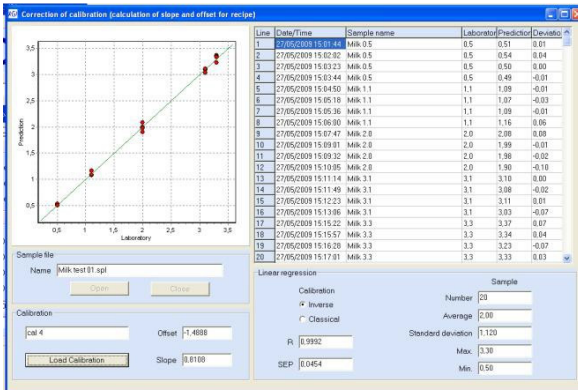 Correction of calibration (calculation of slope and offset for recipe)
3,5
3
2,5
2
1,5
1
0,5
Prediction
0,5 1 1,5 2 2,5 3 3,5
Laboratory
Line Date/Time Sample name Laborator Prediction Deviatio
1 27/05/2009 15:01:44 Milk 0.5 0,5 0,51 0,01
2 27/05/2009 15:02:02 Milk 0.5 0,5 0,54 0,04
3 27/05/2009 15:03:23 Milk 0.5 0,5 0,50 0,00
4 27/05/2009 15:03:44 Milk 0.5 0,5 0,49 -0,01
5 27/05/2009 15:04:50 Milk 1.1 1,1 1,09 -0,01
6 27/05/2009 15:05:18 Milk 1.1 1,1 1,07 -0,03
7 27/05/2009 15:05:36 Milk 1.1 1,1 1,09 -0,01
8 27/05/2009 15:06:00 Milk 1.1 1,1 1,16 0,06
9 27/05/2009 15:07:47 Milk 2.0 2,0 2,08 0,08
10 27/05/2009 15:09:01 Milk 2.0 2,0 1,99 -0,01
11 27/05/2009 15:09:32 Milk 2.0 2,0 1,98 -0,02
12 27/05/2009 15:10:05 Milk 2.0 2,0 1,90 -0,10
13 27/05/2009 15:11:14 Milk 3.1 3,1 3,10 0,00
14 27/05/2009 15:11:49 Milk 3.1 3,1 3,08 -0,02
15 27/05/2009 15:12:23 Milk 3.1 3,1 3,11 0,01
16 27/05/2009 15:13:06 Milk 3.1 3,1 3,03 -0,07
17 27/05/2009 15:15:22 Milk 3.3 3,3 3,37 0,07
18 27/05/2009 15:15:57 Milk 3.3 3,3 3,34 0,04
19 27/05/2009 15:16:28 Milk 3.3 3,3 3,23 -0,07
20 27/05/2009 15:17:01 Milk 3.3 3,3 3,33 0,03
Sample file
Name Milk test 01.spl
Open Close
Calibration
cal 4 Offset -1,4888
Load Calibration Slope 0,8108
Linear regression
Calibration
Inverse
Classical
R 0,9992
SEP 0,0454
Sample
Number 20
Average 2,00
Standard deviation 1,120
Max. 3,30
Min. 0,50